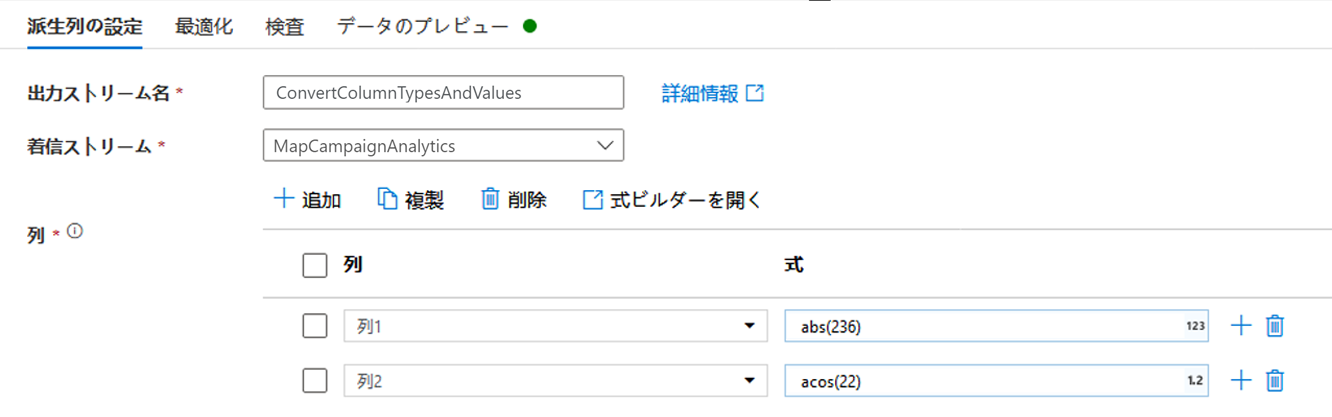 派生列の設定 最適化 検査 データのプレビュー
出力ストリーム名 * ConvertColumnTypesAndValues 詳細情報
着信ストリーム * MapCampaignAnalytics
追加 複製 削除 式ビルダーを開く
列 *
列 式
列1 abs(236) 123
列2 acos(22) 1.2